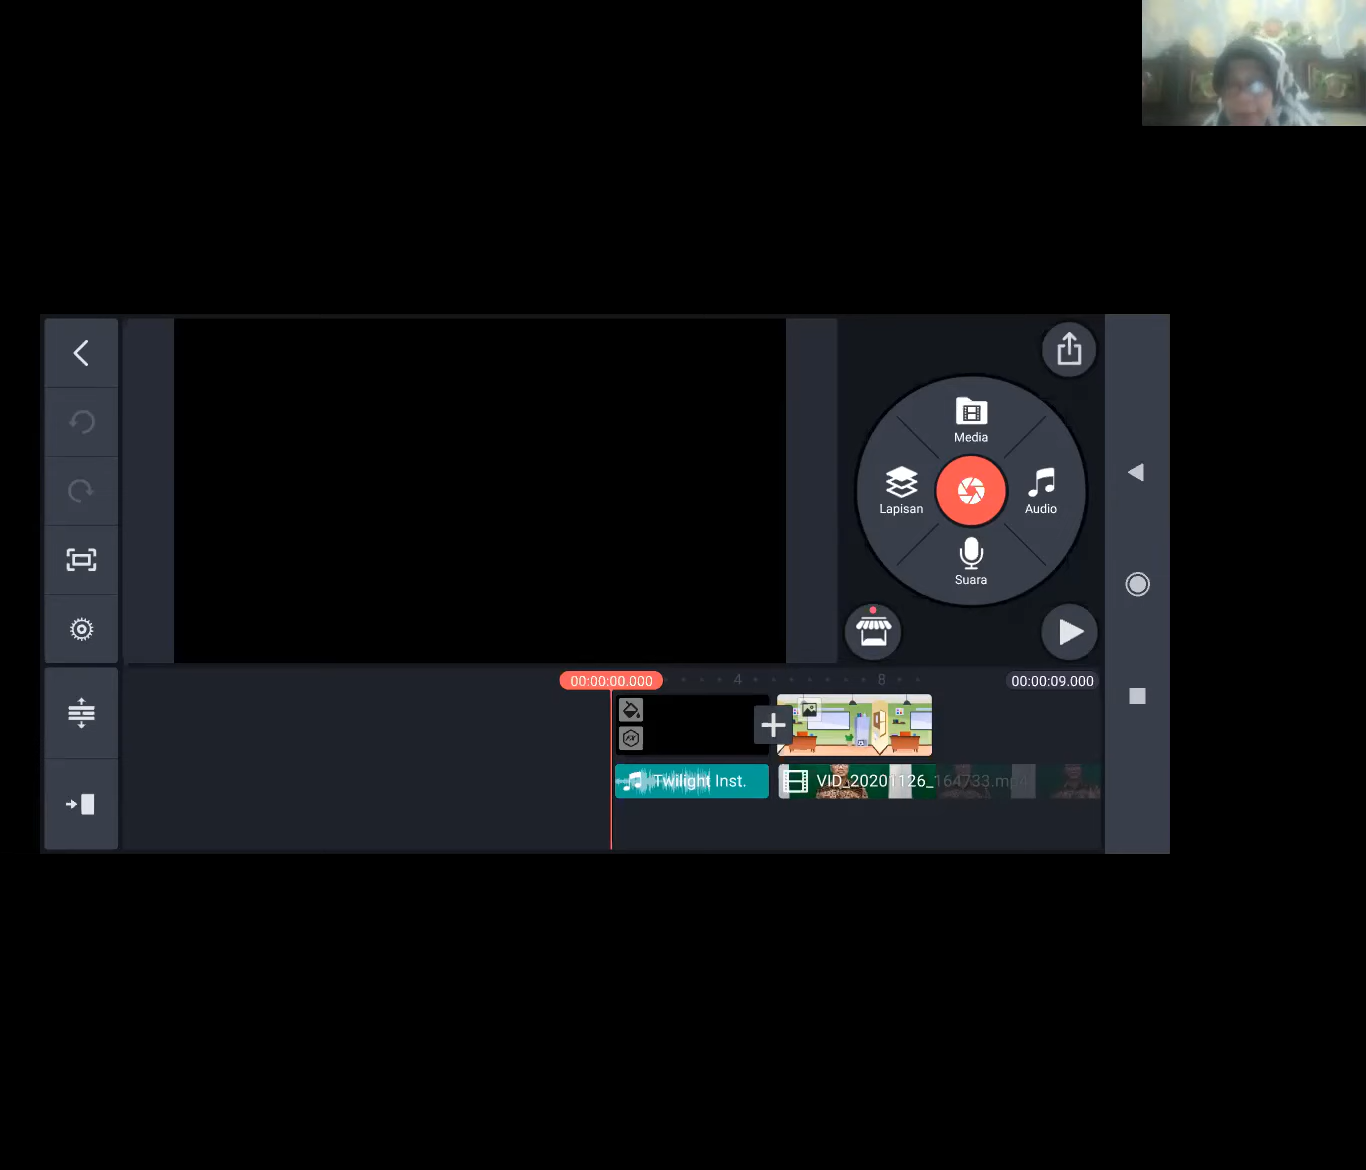 Media
Lapisan
Audio
Suara
00:00:00.000
4
8
00:00:09.000
Twilight Inst.
VID_20201126_164733.mp4